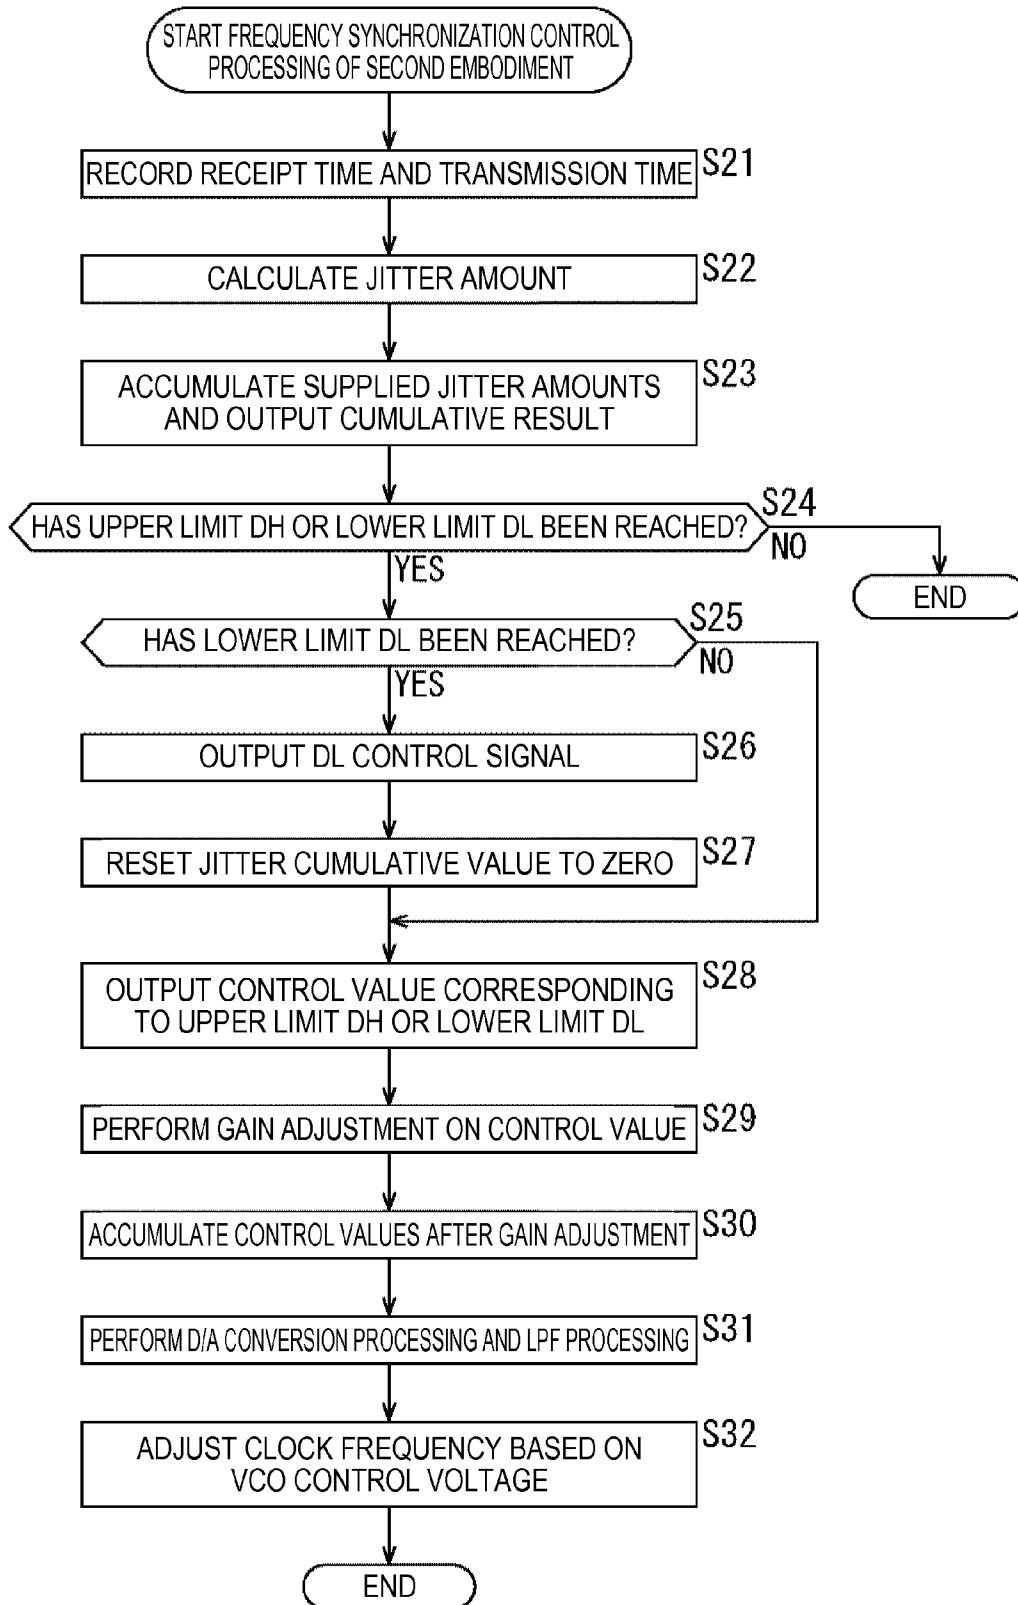 START FREQUENCY SYNCHRONIZATION CONTROL
PROCESSING OF SECOND EMBODIMENT
S21
RECORD RECEIPT TIME AND TRANSMISSION TIME
S22
CALCULATE JITTER AMOUNT
S23
ACCUMULATE SUPPLIED JITTER AMOUNTS
AND OUTPUT CUMULATIVE RESULT
S24
HAS UPPER LIMIT DH OR LOWER LIMIT DL BEEN REACHED?
NO
YES
END
S25
HAS LOWER LIMIT DL BEEN REACHED?
NO
YES
S26
OUTPUT DL CONTROL SIGNAL
S27
RESET JITTER CUMULATIVE VALUE TO ZERO
S28
OUTPUT CONTROL VALUE CORRESPONDING
TO UPPER LIMIT DH OR LOWER LIMIT DL
S29
PERFORM GAIN ADJUSTMENT ON CONTROL VALUE
S30
ACCUMULATE CONTROL VALUES AFTER GAIN ADJUSTMENT
S31
PERFORM D/A CONVERSION PROCESSING AND LPF PROCESSING
S32
ADJUST CLOCK FREQUENCY BASED ON
VCO CONTROL VOLTAGE
END